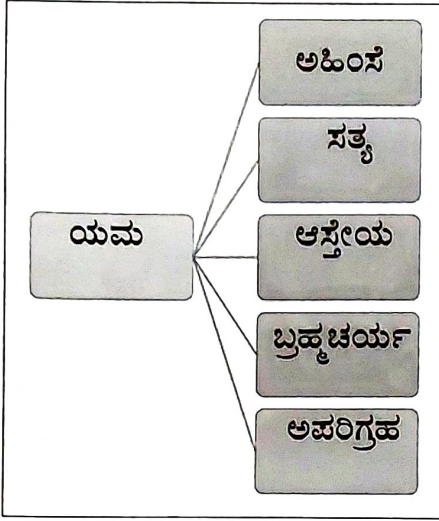 ಅಹಿಂಸೆ
ಸತ್ಯ
ಯಮ
ಆಸ್ತೇಯ
ಬ್ರಹ್ಮಚರ್ಯ
ಅಪರಿಗ್ರಹ